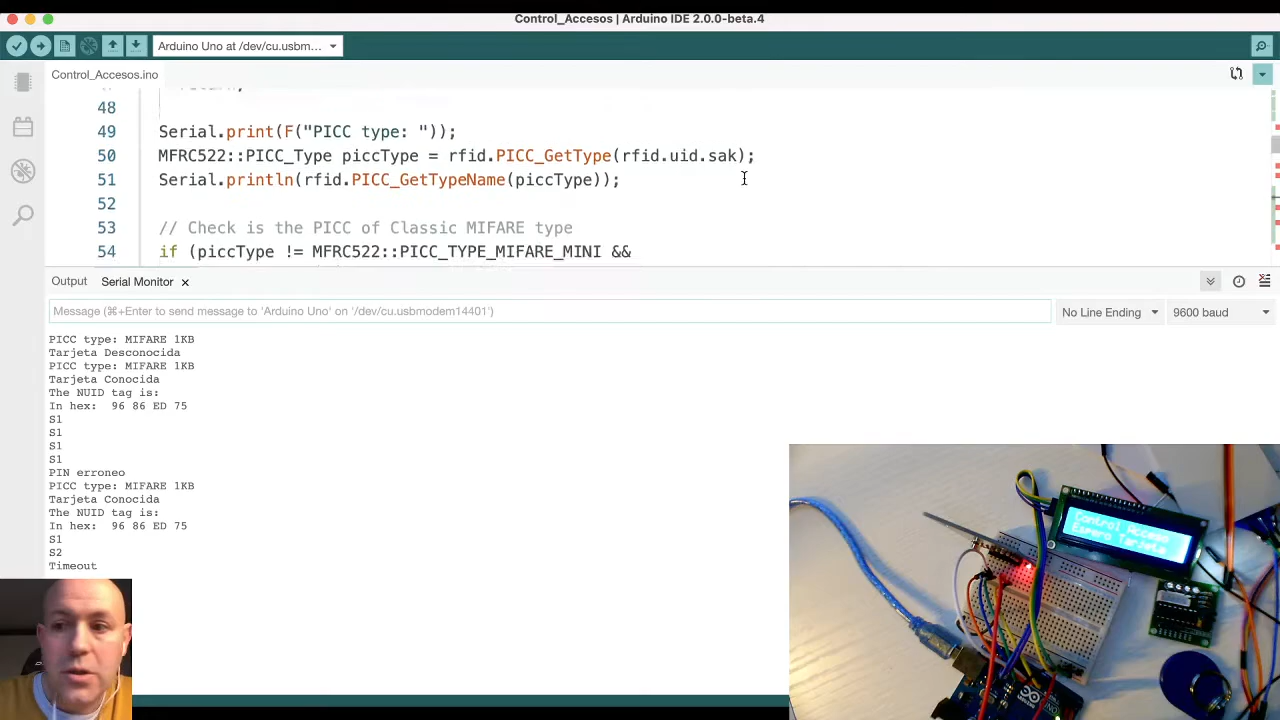 Control_Accesos | Arduino IDE 2.0.0-beta.4
Arduino Uno at /dev/cu.usbm...
Control_Accesos.ino
48
49 Serial.print(F("PICC type: "));
50 MFRC522::PICC_Type piccType = rfid.PICC_GetType(rfid.uid.sak);
51 Serial.println(rfid.PICC_GetTypeName(piccType));
52
53 // Check is the PICC of Classic MIFARE type
54 if (piccType != MFRC522::PICC_TYPE_MIFARE_MINI &&
Output Serial Monitor
Message (⌘+Enter to send message to 'Arduino Uno' on '/dev/cu.usbmodem14401')
No Line Ending 9600 baud
PICC type: MIFARE 1KB
Tarjeta Desconocida
PICC type: MIFARE 1KB
Tarjeta Conocida
The NUID tag is:
In hex: 96 86 ED 75
S1
S1
S1
S1
PIN erroneo
PICC type: MIFARE 1KB
Tarjeta Conocida
The NUID tag is:
In hex: 96 86 ED 75
S1
S2
Timeout
Control Acceso
Espero Tarjeta